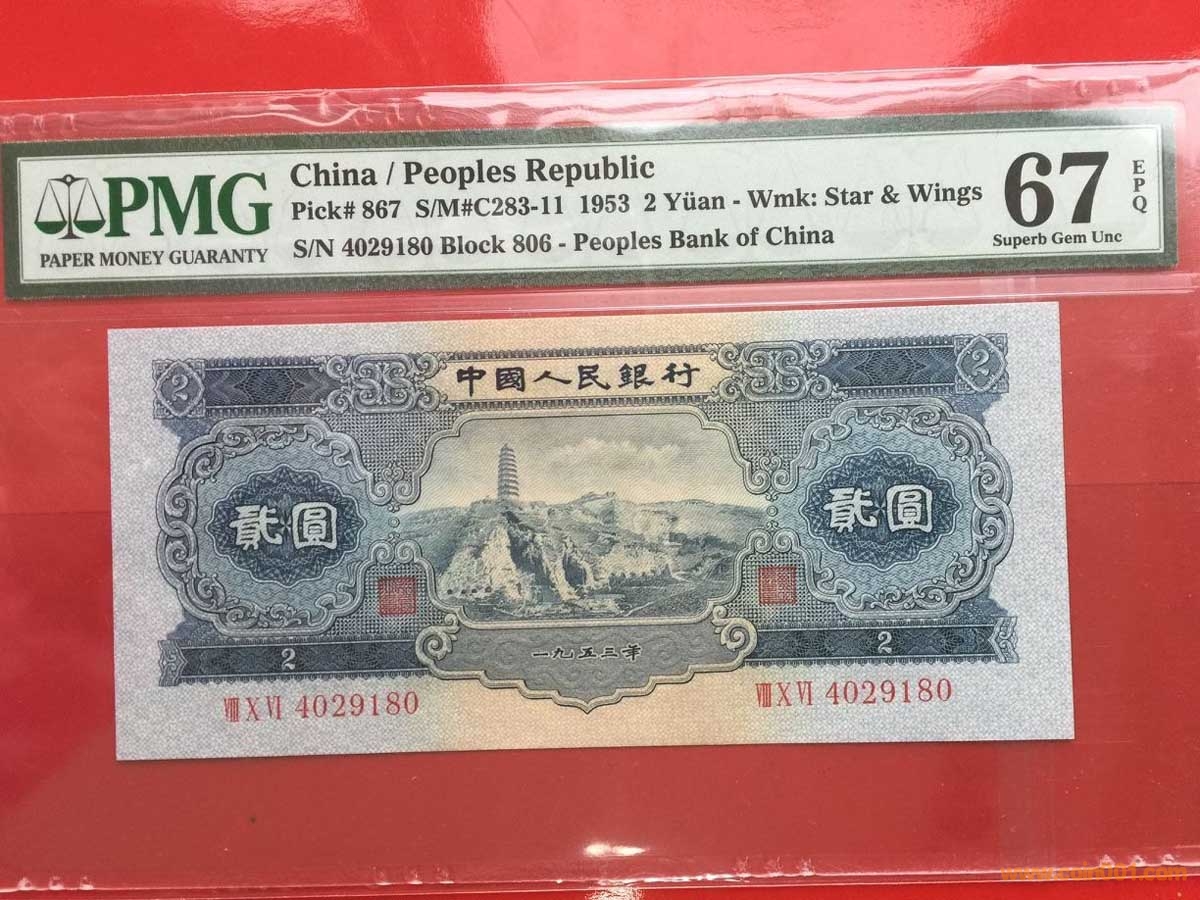 China / Peoples Republic
Pick# 867 S/M#C283-11 1953 2 Yüan - Wmk: Star & Wings
S/N 4029180 Block 806 - Peoples Bank of China
PMG
PAPER MONEY GUARANTY
67
EPQ
Superb Gem Unc
中國人民銀行
2
2
貳圓
貳圓
一九五三年
2
2
ⅧⅩⅥ 4029180
ⅧⅩⅥ 4029180